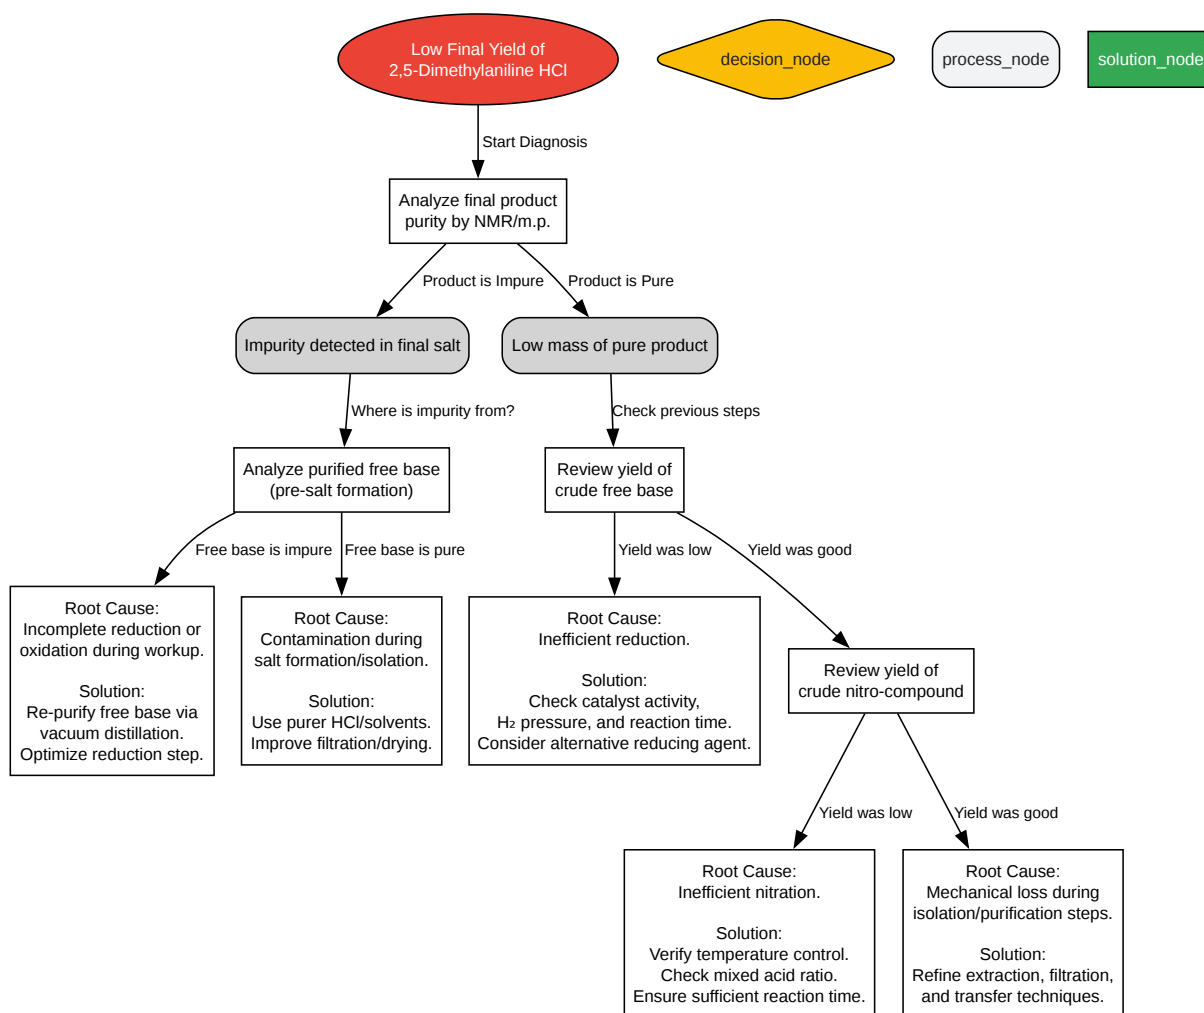 Low Final Yield of
2,5-Dimethylaniline HCl
decision_node
process_node
solution_node
Start Diagnosis
Analyze final product
purity by NMR/m.p.
Product is Impure
Product is Pure
Impurity detected in final salt
Low mass of pure product
Where is impurity from?
Check previous steps
Analyze purified free base
(pre-salt formation)
Review yield of
crude free base
Free base is impure
Free base is pure
Yield was low
Yield was good
Root Cause:
Incomplete reduction or
oxidation during workup.
Solution:
Re-purify free base via
vacuum distillation.
Optimize reduction step.
Root Cause:
Contamination during
salt formation/isolation.
Solution:
Use purer HCl/solvents.
Improve filtration/drying.
Root Cause:
Inefficient reduction.
Solution:
Check catalyst activity,
H₂ pressure, and reaction time.
Consider alternative reducing agent.
Review yield of
crude nitro-compound
Yield was low
Yield was good
Root Cause:
Inefficient nitration.
Solution:
Verify temperature control.
Check mixed acid ratio.
Ensure sufficient reaction time.
Root Cause:
Mechanical loss during
isolation/purification steps.
Solution:
Refine extraction, filtration,
and transfer techniques.